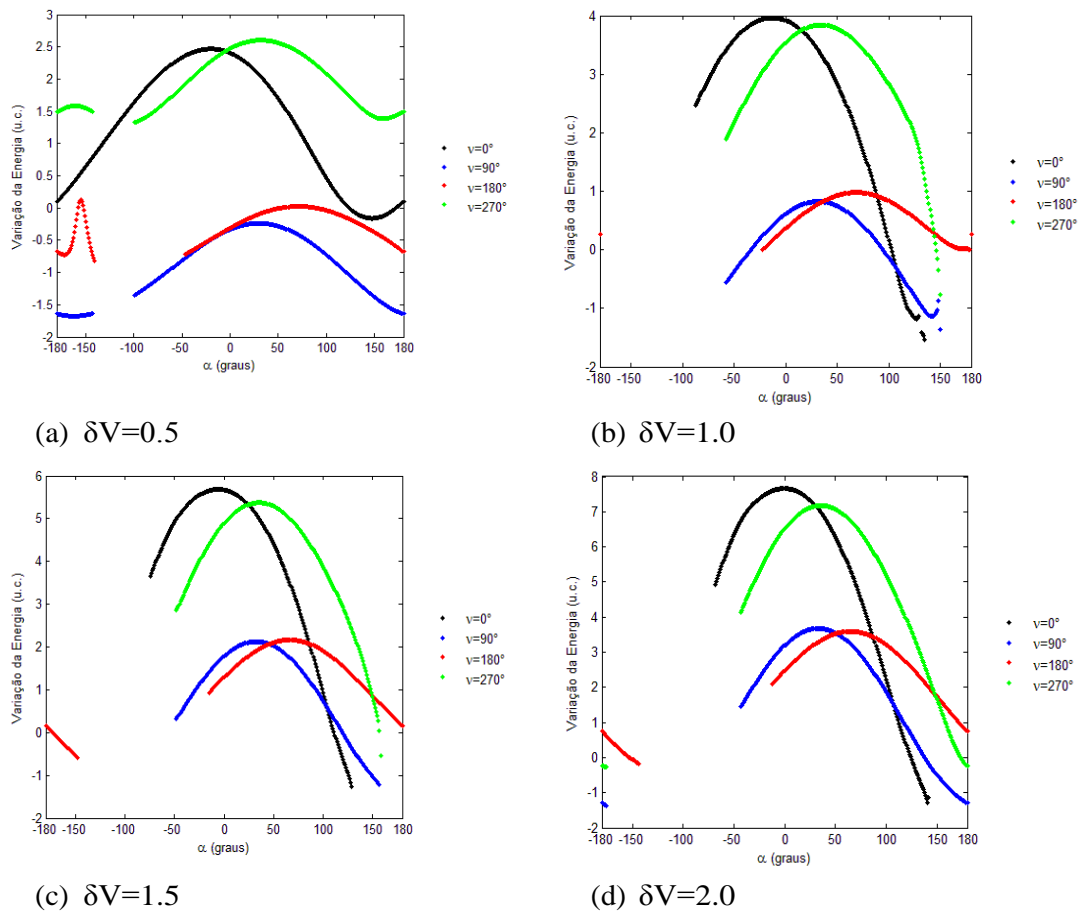 3
2.5
2
1.5
1
0.5
0
-0.5
-1
-1.5
-2
Variação da Energia (u.c.)
-180 -150 -100 -50 0 50 100 150 180
α (graus)
ν=0°
ν=90°
ν=180°
ν=270°
(a) δV=0.5
4
3
2
1
0
-1
-2
Variação da Energia (u.c.)
-180 -150 -100 -50 0 50 100 150 180
α (graus)
ν=0°
ν=90°
ν=180°
ν=270°
(b) δV=1.0
6
5
4
3
2
1
0
-1
-2
Variação da Energia (u.c.)
-180 -150 -100 -50 0 50 100 150 180
α (graus)
ν=0°
ν=90°
ν=180°
ν=270°
(c) δV=1.5
8
7
6
5
4
3
2
1
0
-1
-2
Variação da Energia (u.c.)
-180 -150 -100 -50 0 50 100 150 180
α (graus)
ν=0°
ν=90°
ν=180°
ν=270°
(d) δV=2.0